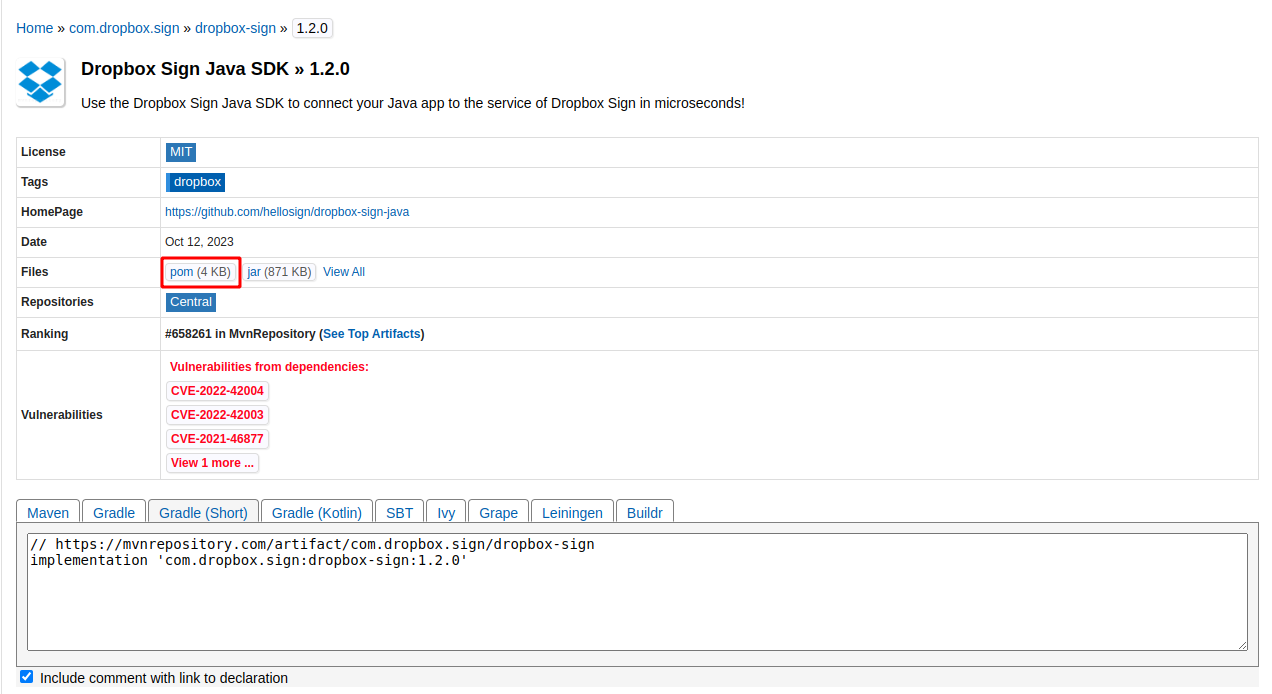 Home » com.dropbox.sign » dropbox-sign » 1.2.0
Dropbox Sign Java SDK » 1.2.0
Use the Dropbox Sign Java SDK to connect your Java app to the service of Dropbox Sign in microseconds!
License MIT
Tags dropbox
HomePage https://github.com/hellosign/dropbox-sign-java
Date Oct 12, 2023
Files pom (4 KB) jar (871 KB) View All
Repositories Central
Ranking #658261 in MvnRepository (See Top Artifacts)
Vulnerabilities
Vulnerabilities from dependencies:
CVE-2022-42004
CVE-2022-42003
CVE-2021-46877
View 1 more ...
Maven Gradle Gradle (Short) Gradle (Kotlin) SBT Ivy Grape Leiningen Buildr
// https://mvnrepository.com/artifact/com.dropbox.sign/dropbox-sign
implementation 'com.dropbox.sign:dropbox-sign:1.2.0'
Include comment with link to declaration